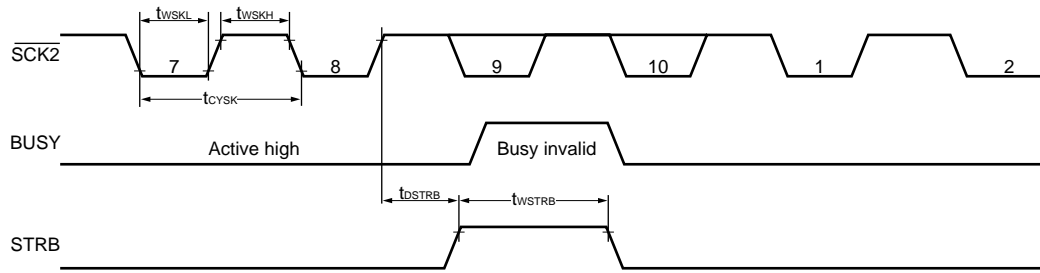 tWSKL tWSKH
SCK2
7 8 9 10 1 2
tCYSK
BUSY
Active high Busy invalid
tDSTRB tWSTRB
STRB